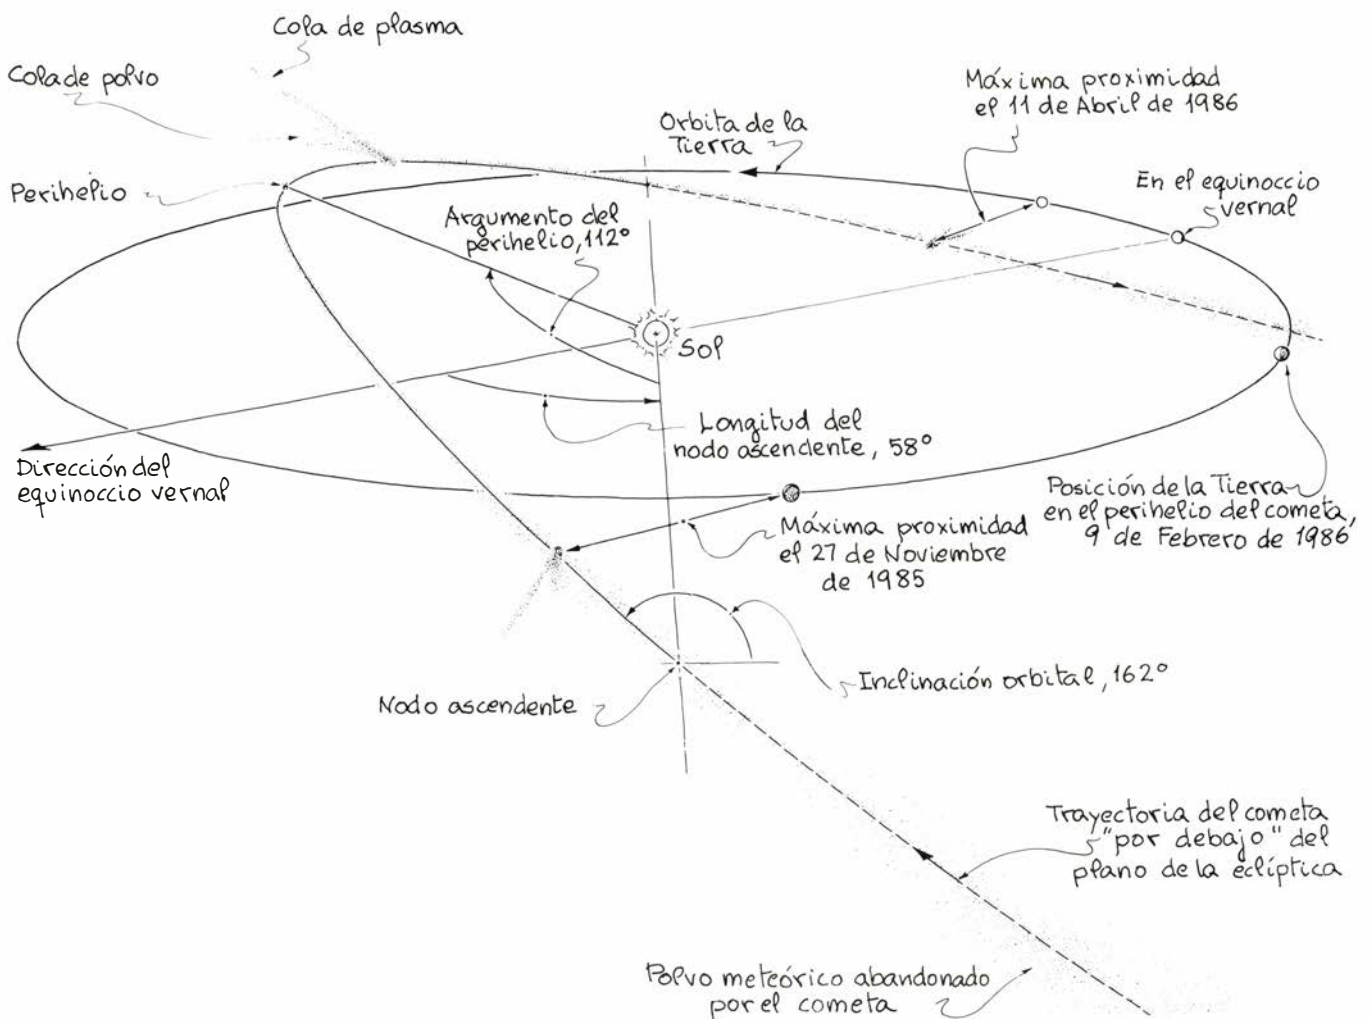 Cola de plasma
Cola de polvo
Máxima proximidad
el 11 de Abril de 1986
Orbita de la
Tierra
Perihelio
En el equinoccio
vernal
Argumento del
perihelio, 112°
Sol
Longitud del
nodo ascendente, 58°
Dirección del
equinoccio vernal
Posición de la Tierra
en el perihelio del cometa,
9 de Febrero de 1986
Máxima proximidad
el 27 de Noviembre
de 1985
Inclinación orbital, 162°
Nodo ascendente
Trayectoria del cometa
"por debajo" del
plano de la eclíptica
Polvo meteórico abandonado
por el cometa